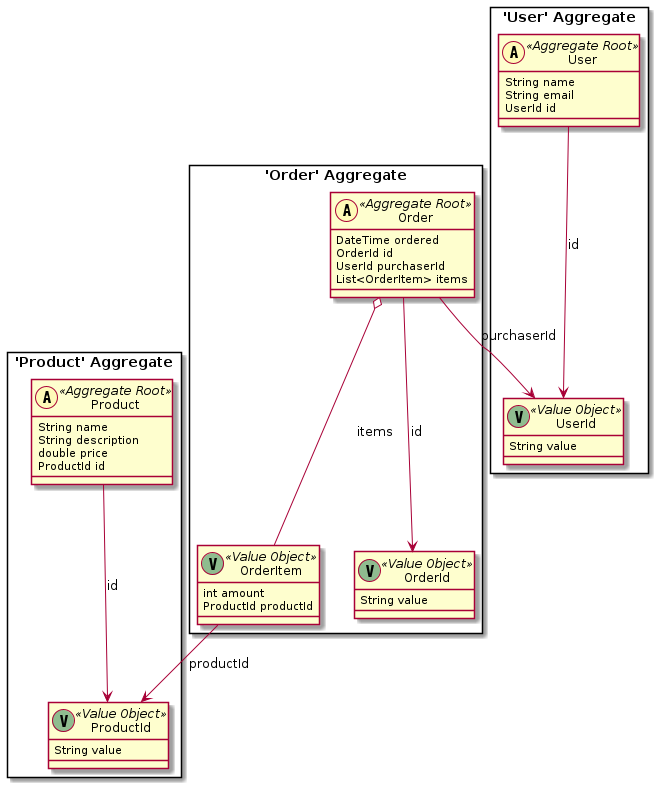 'User' Aggregate
A «Aggregate Root»
User
String name
String email
UserId id
id
'Order' Aggregate
A «Aggregate Root»
Order
DateTime ordered
OrderId id
UserId purchaserId
List<OrderItem> items
purchaserId
items
id
V «Value Object»
UserId
String value
'Product' Aggregate
A «Aggregate Root»
Product
String name
String description
double price
ProductId id
id
V «Value Object»
OrderItem
int amount
ProductId productId
V «Value Object»
OrderId
String value
productId
V «Value Object»
ProductId
String value